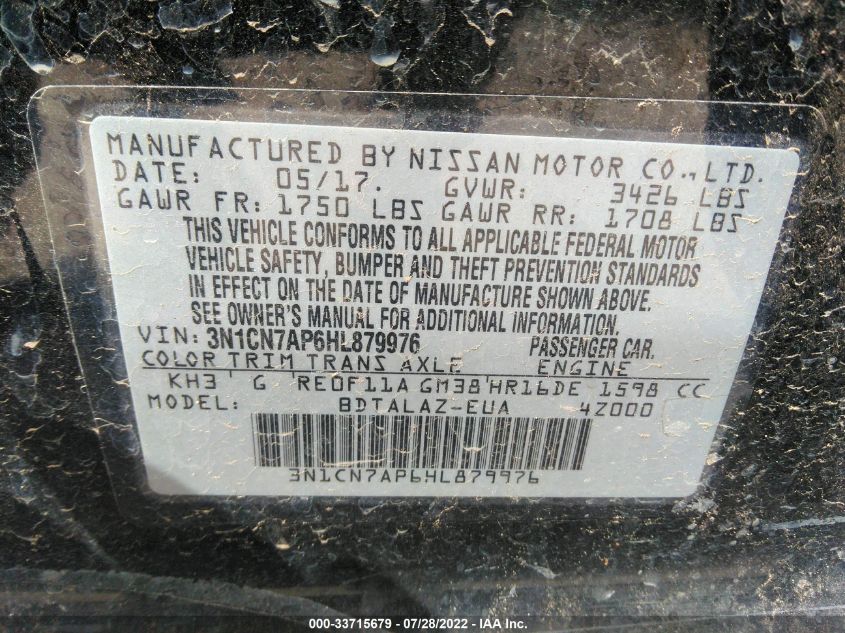 MANUFACTURED BY NISSAN MOTOR CO., LTD.
DATE: 05/17. GVWR: 3426 LBS
GAWR FR: 1750 LBS GAWR RR: 1708 LBS
THIS VEHICLE CONFORMS TO ALL APPLICABLE FEDERAL MOTOR
VEHICLE SAFETY, BUMPER AND THEFT PREVENTION STANDARDS
IN EFFECT ON THE DATE OF MANUFACTURE SHOWN ABOVE.
SEE OWNER'S MANUAL FOR ADDITIONAL INFORMATION.
VIN: 3N1CN7AP6HL879976 PASSENGER CAR.
COLOR TRIM TRANS AXLE ENGINE
KH3 G RE0F11A GM38 HR16DE 1598 CC
MODEL: BDTALAZ-EUA 4Z000
3N1CN7AP6HL879976
000-33715679 / 07/28/2022 - IAA Inc.